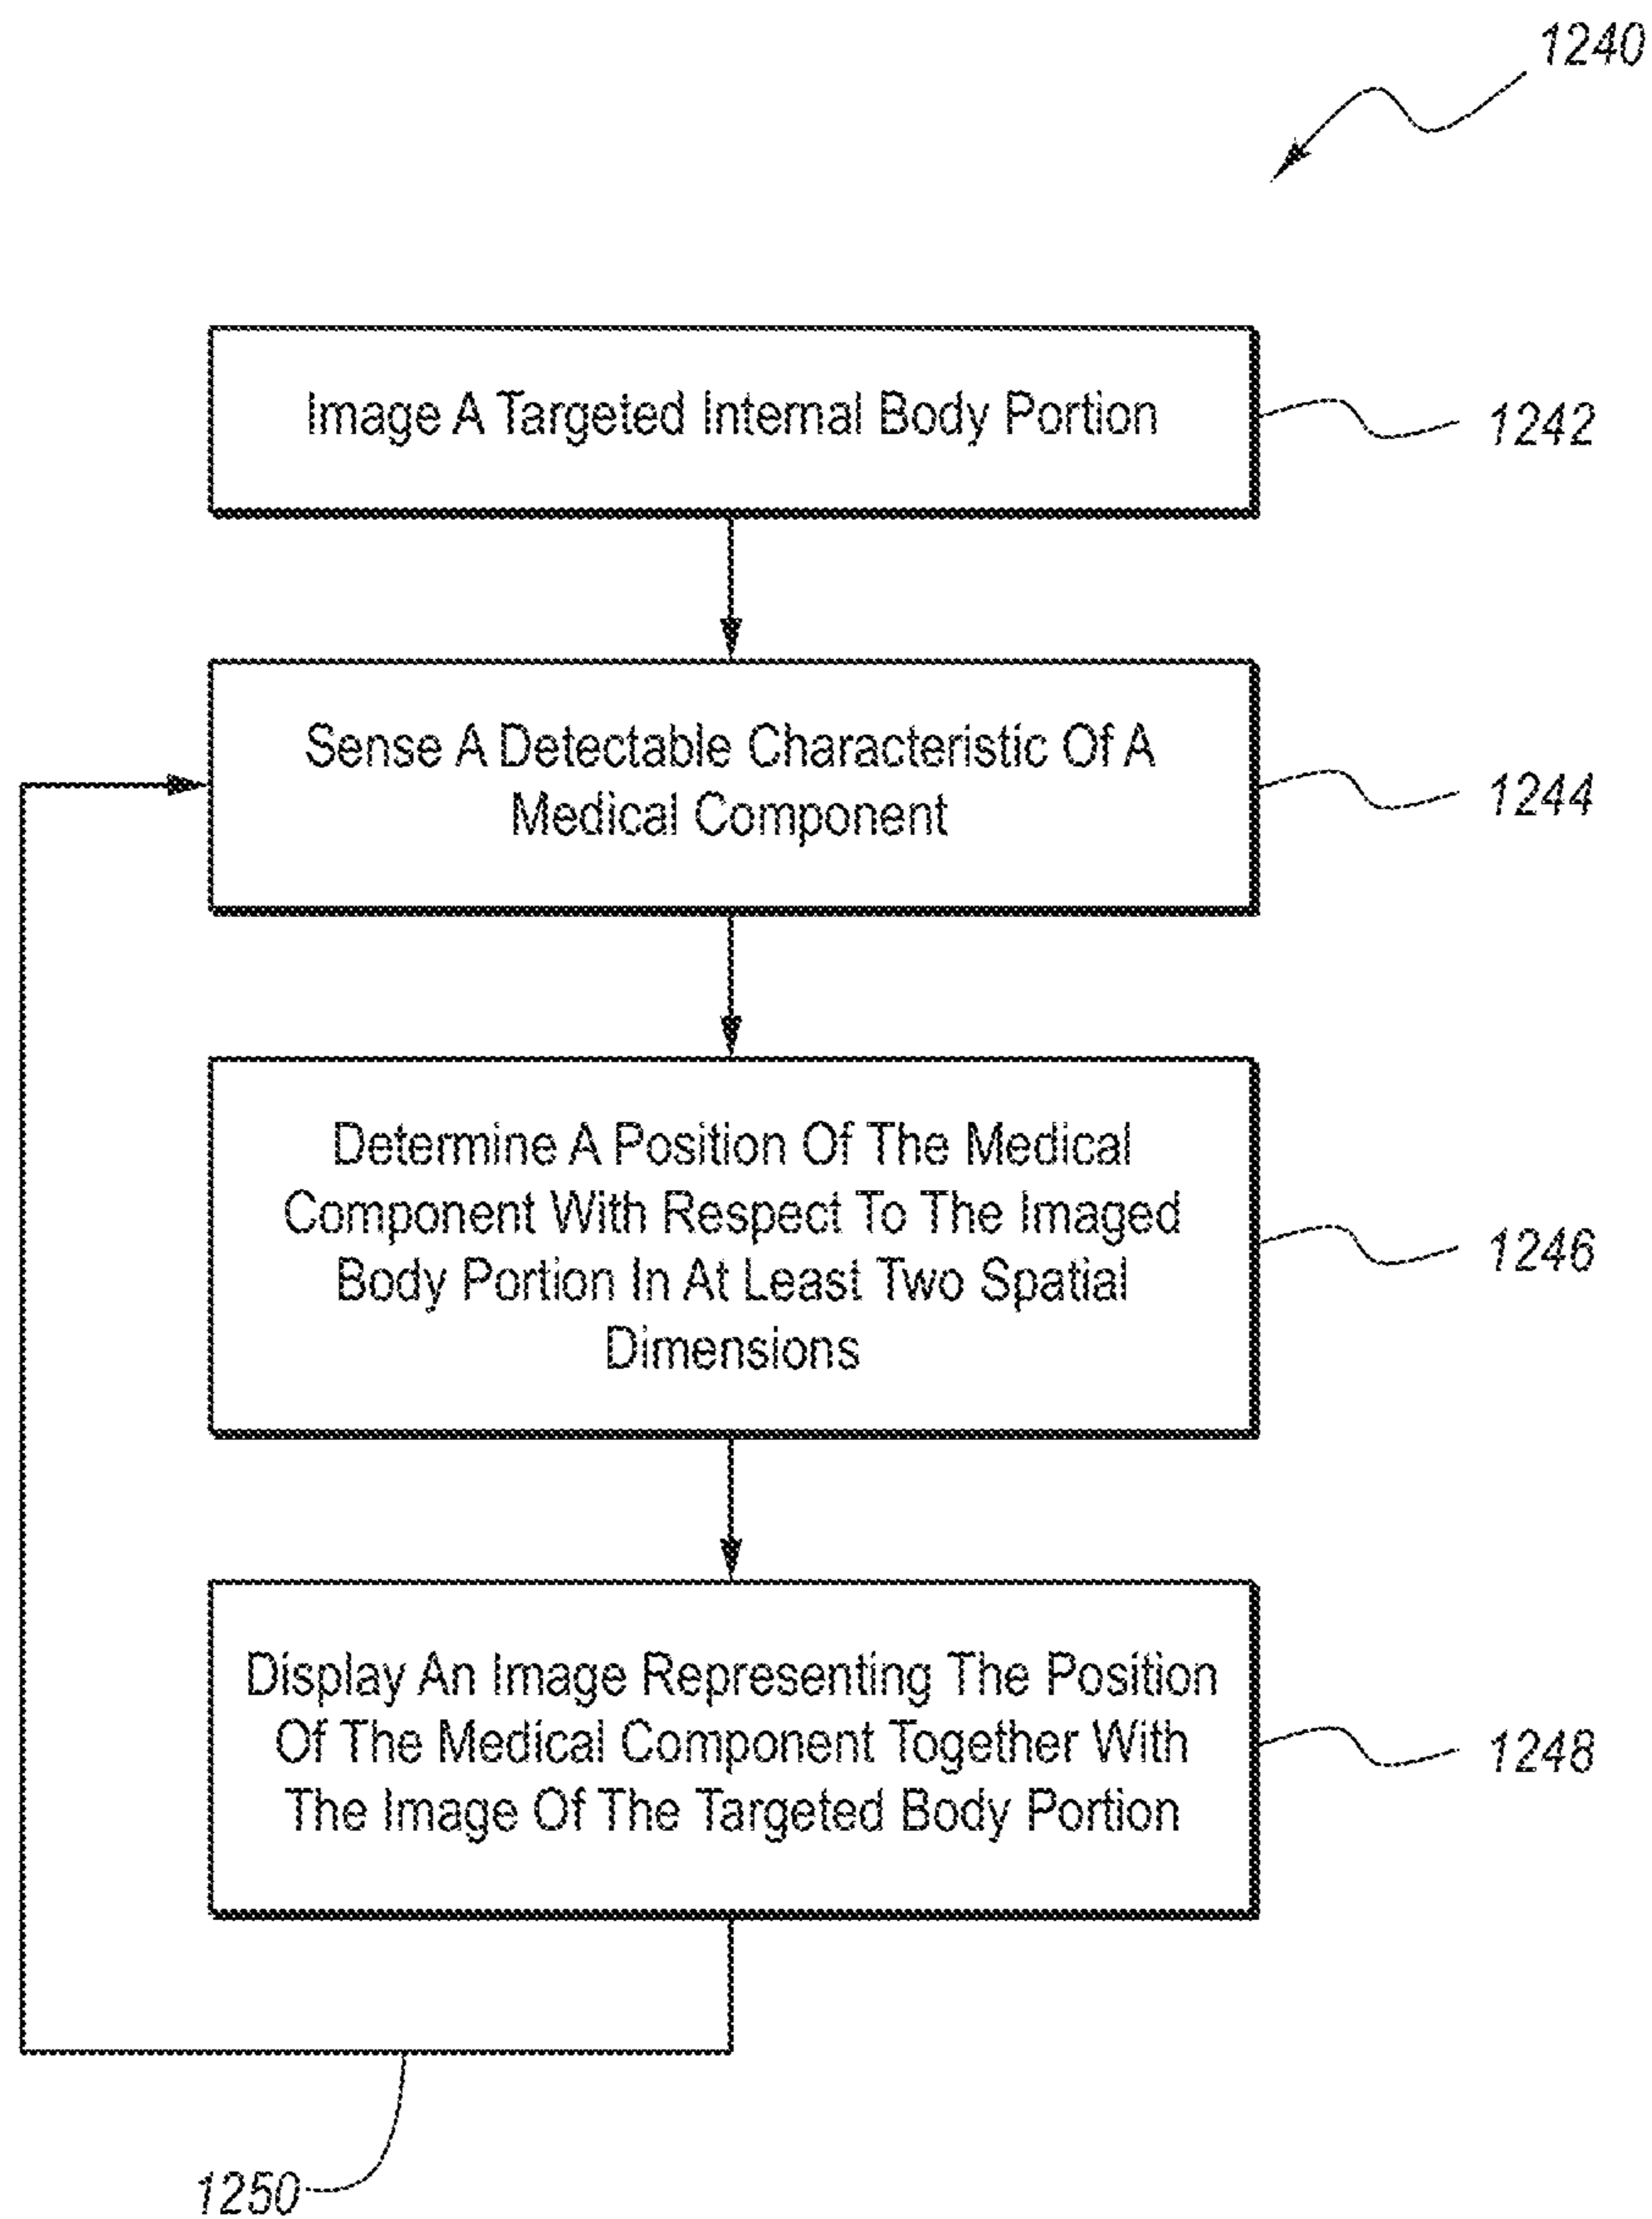 1240
Image A Targeted Internal Body Portion
1242
Sense A Detectable Characteristic Of A
Medical Component
1244
Determine A Position Of The Medical
Component With Respect To The Imaged
Body Portion In At Least Two Spatial
Dimensions
1246
Display An Image Representing The Position
Of The Medical Component Together With
The Image Of The Targeted Body Portion
1248
1250